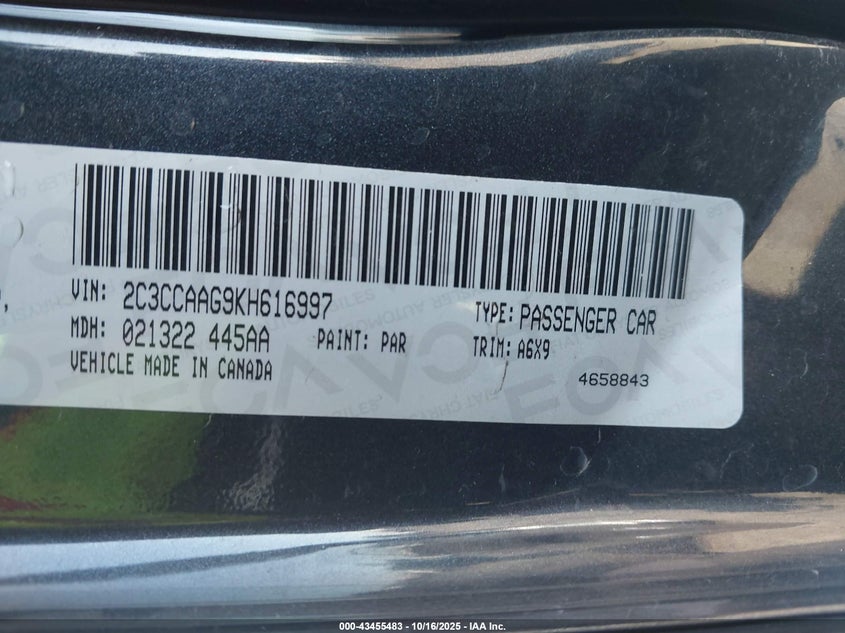 VIN: 2C3CCAAG9KH616997 TYPE: PASSENGER CAR
MDH: 021322 445AA PAINT: PAR TRIM: A6X9
VEHICLE MADE IN CANADA 4658843
000-43455483 - 10/16/2025 - IAA Inc.